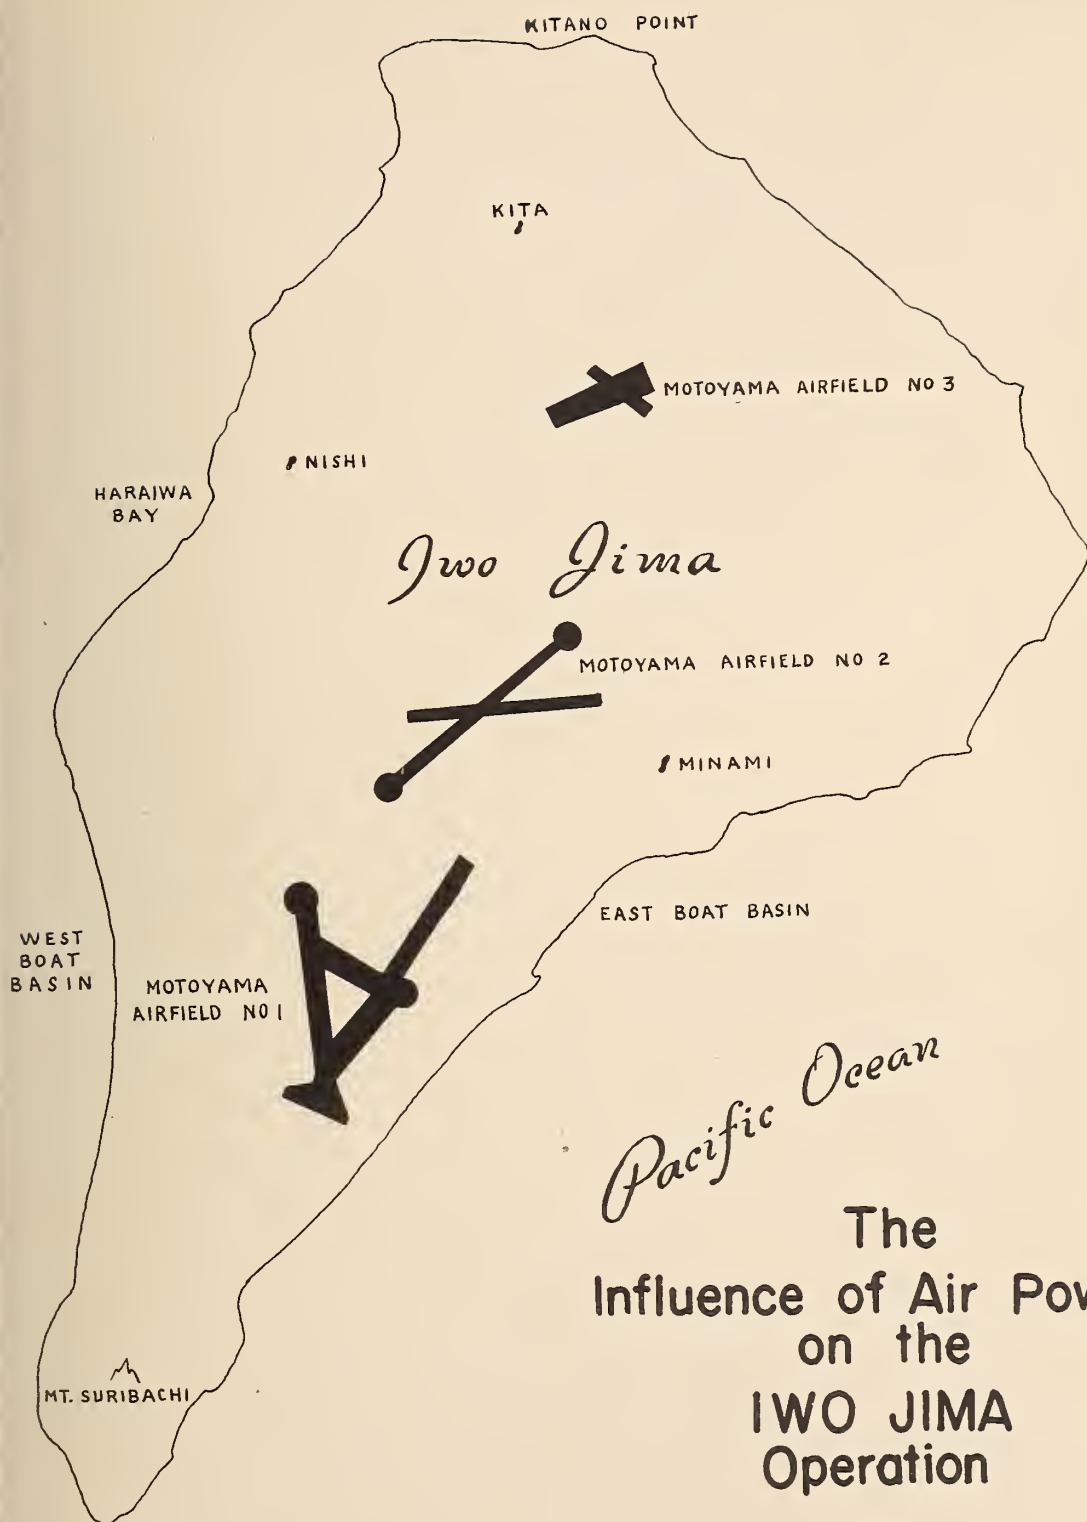 KITANO POINT
KITA
MOTOYAMA AIRFIELD NO 3
NISHI
HARAIWA
BAY
Iwo Jima
MOTOYAMA AIRFIELD NO 2
MINAMI
EAST BOAT BASIN
WEST
BOAT
BASIN
MOTOYAMA
AIRFIELD NO 1
Pacific Ocean
The
Influence of Air Pow
on the
IWO JIMA
Operation
MT. SURIBACHI